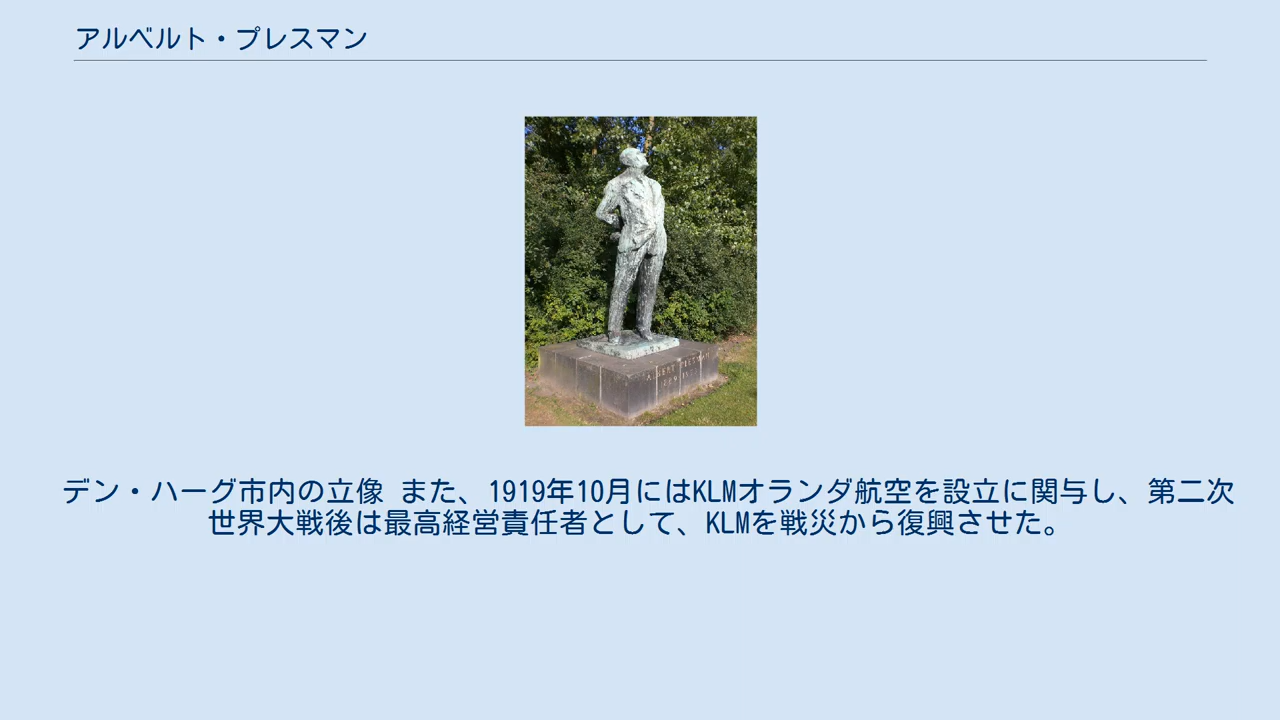 アルベルト・プレスマン
デン・ハーグ市内の立像 また、1919年10月にはKLMオランダ航空を設立に関与し、第二次
世界大戦後は最高経営責任者として、KLMを戦災から復興させた。